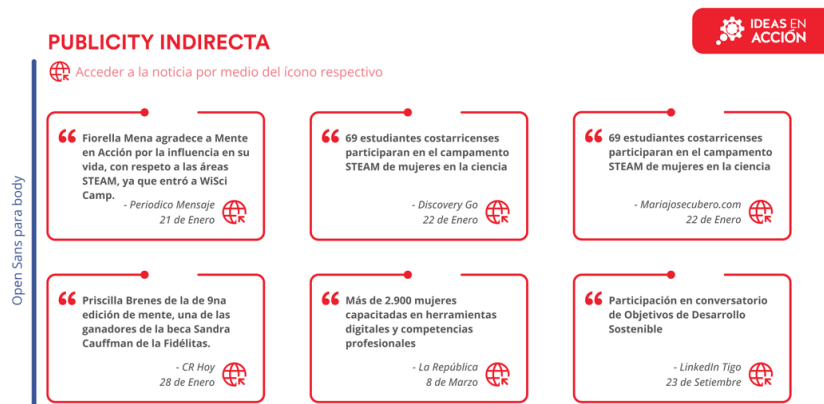 IDEAS EN
ACCIÓN
PUBLICITY INDIRECTA
Acceder a la noticia por medio del ícono respectivo
Open Sans para body
Fiorella Mena agradece a Mente
en Acción por la influencia en su
vida, con respeto a las áreas
STEAM, ya que entró a WiSci
Camp.
- Periodico Mensaje
21 de Enero
69 estudiantes costarricenses
participaran en el campamento
STEAM de mujeres en la ciencia
- Discovery Go
22 de Enero
69 estudiantes costarricenses
participaran en el campamento
STEAM de mujeres en la ciencia
- Mariajosecubero.com
22 de Enero
Priscilla Brenes de la de 9na
edición de mente, una de las
ganadores de la beca Sandra
Cauffman de la Fidélitas.
- CR Hoy
28 de Enero
Más de 2.900 mujeres
capacitadas en herramientas
digitales y competencias
profesionales
- La República
8 de Marzo
Participación en conversatorio
de Objetivos de Desarrollo
Sostenible
- LinkedIn Tigo
23 de Setiembre